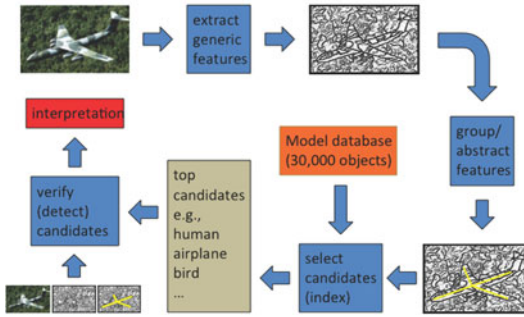 extract
generic
features
group/
abstract
features
Model database
(30,000 objects)
select
candidates
(index)
top
candidates
e.g.,
human
airplane
bird
...
verify
(detect)
candidates
interpretation